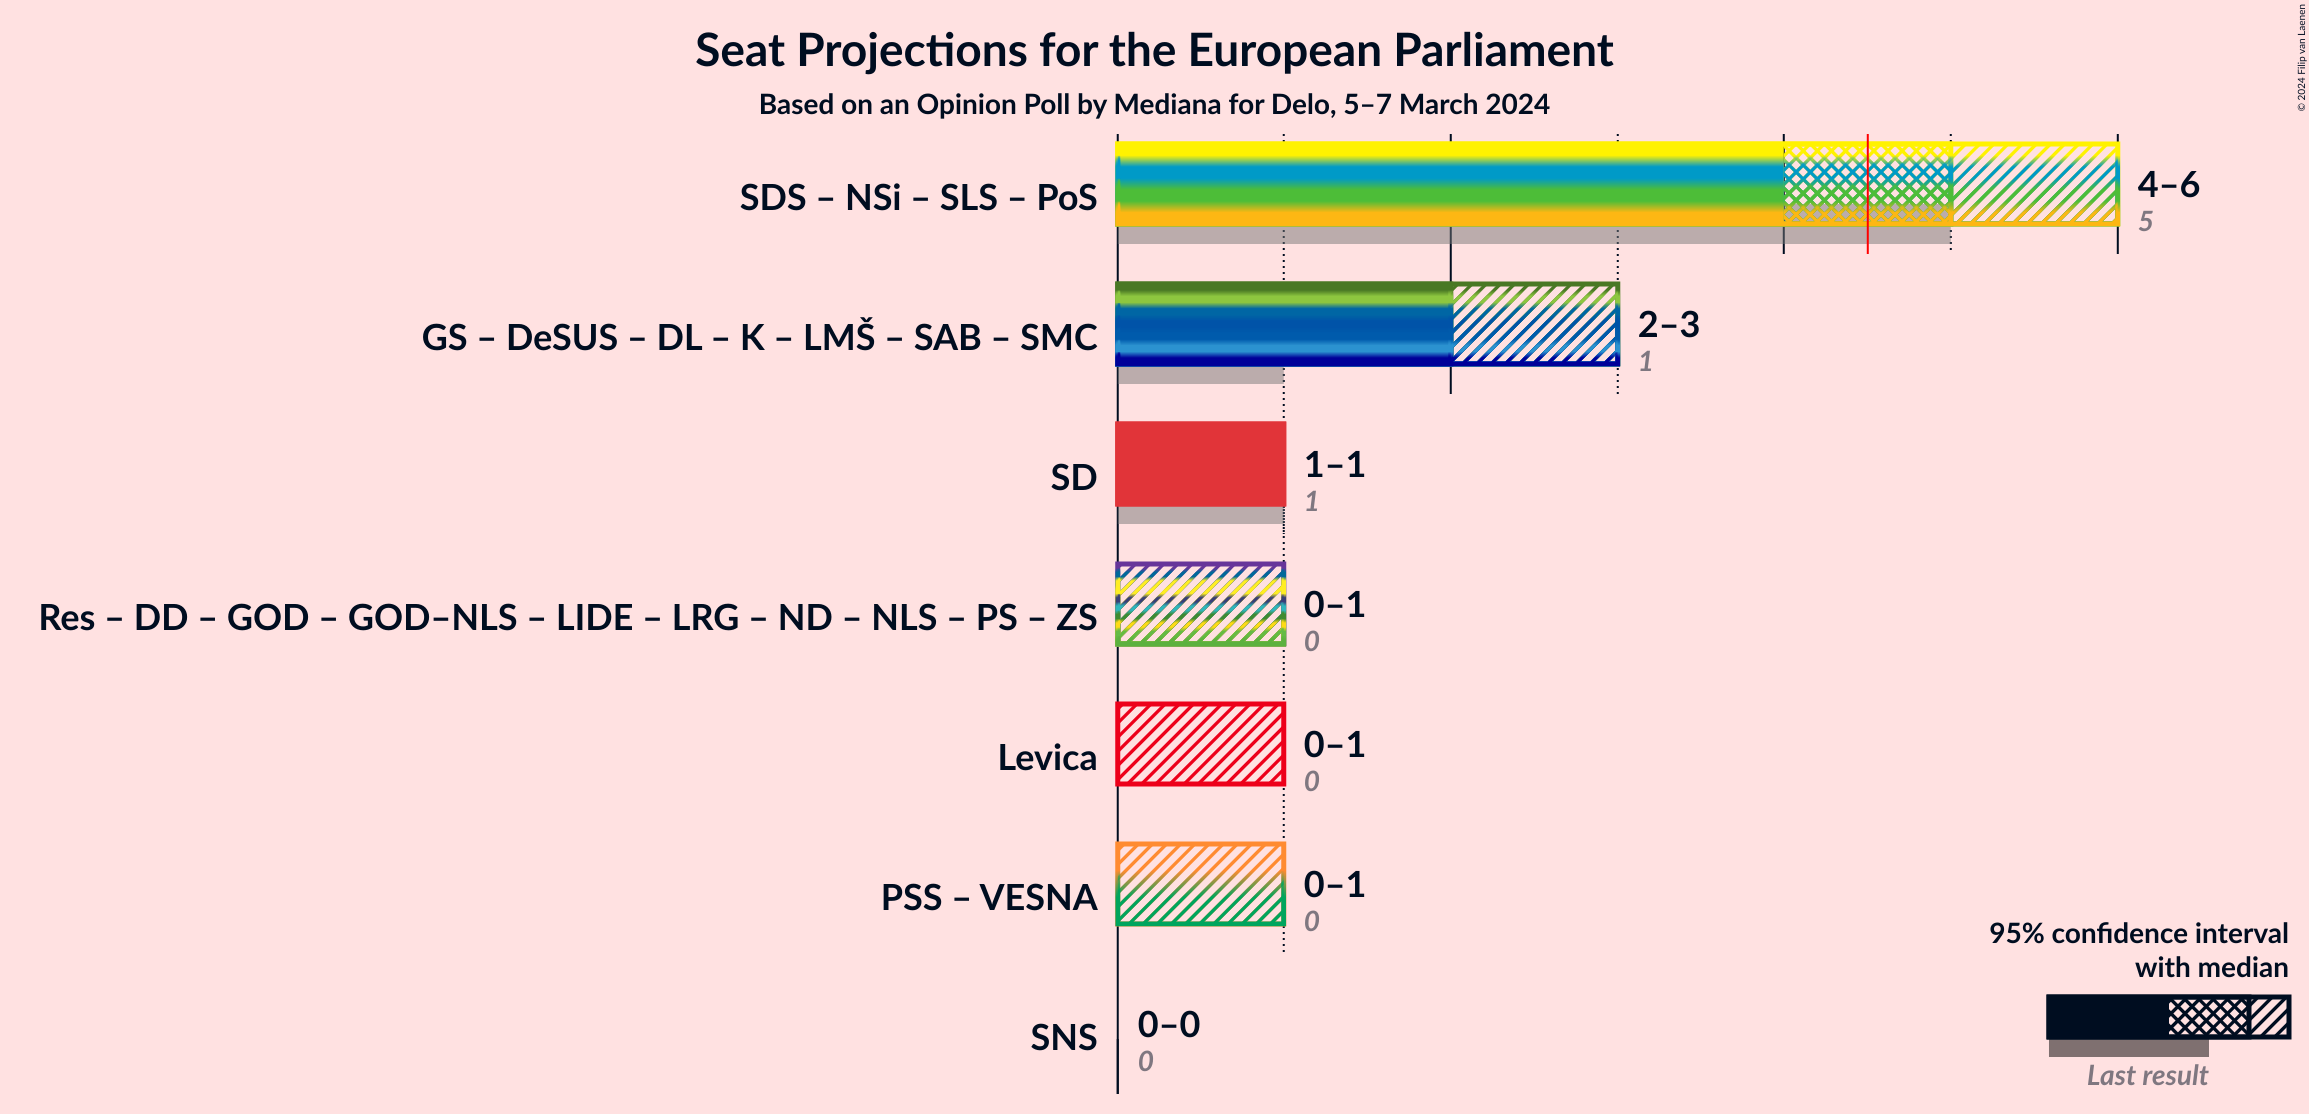 Seat Projections for the European Parliament
Based on an Opinion Poll by Mediana for Delo, 5–7 March 2024
© 2024 Filip van Laenen
SDS – NSi – SLS – PoS
4–6
5
GS – DeSUS – DL – K – LMŠ – SAB – SMC
2–3
1
SD
1–1
1
Res – DD – GOD – GOD–NLS – LIDE – LRG – ND – NLS – PS – ZS
0–1
0
Levica
0–1
0
PSS – VESNA
0–1
0
SNS
0–0
0
95% confidence interval
with median
Last result